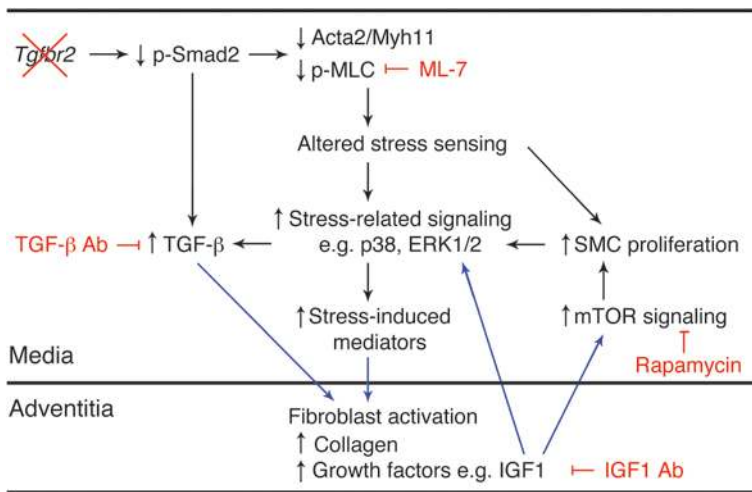 Tgfbr2 → ↓ p-Smad2 → ↓ Acta2/Myh11
↓ p-MLC ⊢ ML-7
Altered stress sensing
↑ Stress-related signaling
e.g. p38, ERK1/2
TGF-β Ab ⊣ ↑ TGF-β
↑ SMC proliferation
↑ Stress-induced
mediators
↑ mTOR signaling
Rapamycin
Media
Adventitia
Fibroblast activation
↑ Collagen
↑ Growth factors e.g. IGF1 ⊢ IGF1 Ab